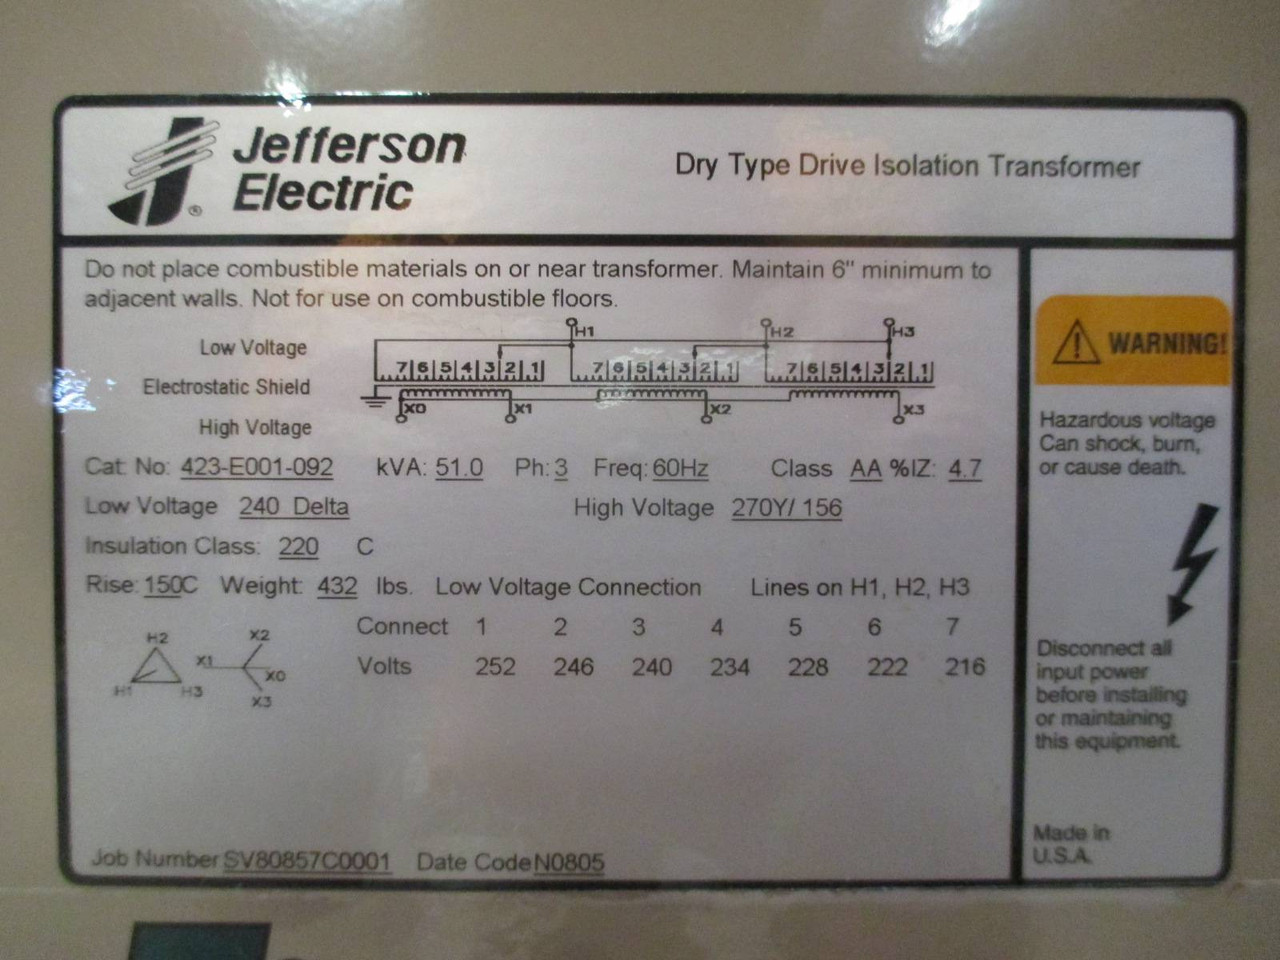 Jefferson
Electric
®
Dry Type Drive Isolation Transformer
Do not place combustible materials on or near transformer. Maintain 6" minimum to
adjacent walls. Not for use on combustible floors.
H1 H2 H3
Low Voltage
7 6 5 4 3 2 1 7 6 5 4 3 2 1 7 6 5 4 3 2 1
Electrostatic Shield
X0 X1 X2 X3
High Voltage
Cat. No: 423-E001-092 kVA: 51.0 Ph: 3 Freq: 60Hz Class AA %IZ: 4.7
Low Voltage 240 Delta High Voltage 270Y/ 156
Insulation Class: 220 C
Rise: 150C Weight: 432 lbs. Low Voltage Connection Lines on H1, H2, H3
Connect 1 2 3 4 5 6 7
Volts 252 246 240 234 228 222 216
H2 X2
X1 X0
H1 H3 X3
Job Number SV80857C0001 Date Code N0805
WARNING!
Hazardous voltage
Can shock, burn,
or cause death.
Disconnect all
input power
before installing
or maintaining
this equipment.
Made in
U.S.A.